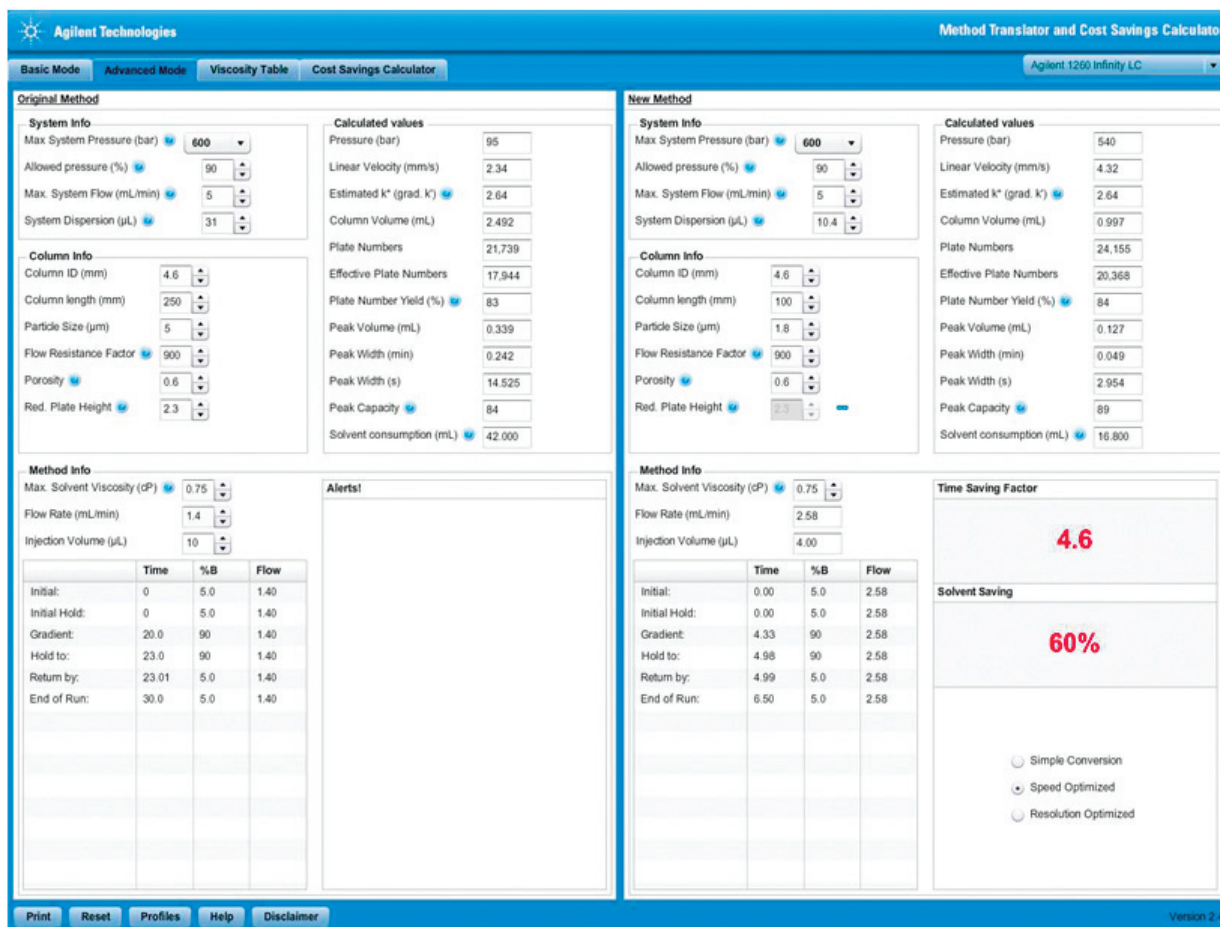 Agilent Technologies
Method Translator and Cost Savings Calculato
Basic Mode Advanced Mode Viscosity Table Cost Savings Calculator
Agilent 1260 Infinity LC
Original Method
System Info
Max System Pressure (bar) 600
Allowed pressure (%) 90
Max. System Flow (mL/min) 5
System Dispersion (µL) 31
Column Info
Column ID (mm) 4.6
Column length (mm) 250
Particle Size (µm) 5
Flow Resistance Factor 900
Porosity 0.6
Red. Plate Height 2.3
Calculated values
Pressure (bar) 95
Linear Velocity (mm/s) 2.34
Estimated k* (grad. k') 2.64
Column Volume (mL) 2.492
Plate Numbers 21,739
Effective Plate Numbers 17,944
Plate Number Yield (%) 83
Peak Volume (mL) 0.339
Peak Width (min) 0.242
Peak Width (s) 14.525
Peak Capacity 84
Solvent consumption (mL) 42.000
Method Info
Max. Solvent Viscosity (cP) 0.75
Flow Rate (mL/min) 1.4
Injection Volume (µL) 10
Time %B Flow
Initial: 0 5.0 1.40
Initial Hold: 0 5.0 1.40
Gradient: 20.0 90 1.40
Hold to: 23.0 90 1.40
Return by: 23.01 5.0 1.40
End of Run: 30.0 5.0 1.40
Alerts!
New Method
System Info
Max System Pressure (bar) 600
Allowed pressure (%) 90
Max. System Flow (mL/min) 5
System Dispersion (µL) 10.4
Column Info
Column ID (mm) 4.6
Column length (mm) 100
Particle Size (µm) 1.8
Flow Resistance Factor 900
Porosity 0.6
Red. Plate Height 2.3
Calculated values
Pressure (bar) 540
Linear Velocity (mm/s) 4.32
Estimated k* (grad. k') 2.64
Column Volume (mL) 0.997
Plate Numbers 24,155
Effective Plate Numbers 20,368
Plate Number Yield (%) 84
Peak Volume (mL) 0.127
Peak Width (min) 0.049
Peak Width (s) 2.954
Peak Capacity 89
Solvent consumption (mL) 16.800
Method Info
Max. Solvent Viscosity (cP) 0.75
Flow Rate (mL/min) 2.58
Injection Volume (µL) 4.00
Time %B Flow
Initial: 0.00 5.0 2.58
Initial Hold: 0.00 5.0 2.58
Gradient: 4.33 90 2.58
Hold to: 4.98 90 2.58
Return by: 4.99 5.0 2.58
End of Run: 6.50 5.0 2.58
Time Saving Factor
4.6
Solvent Saving
60%
Simple Conversion
Speed Optimized
Resolution Optimized
Print Reset Profiles Help Disclaimer
Version 2.